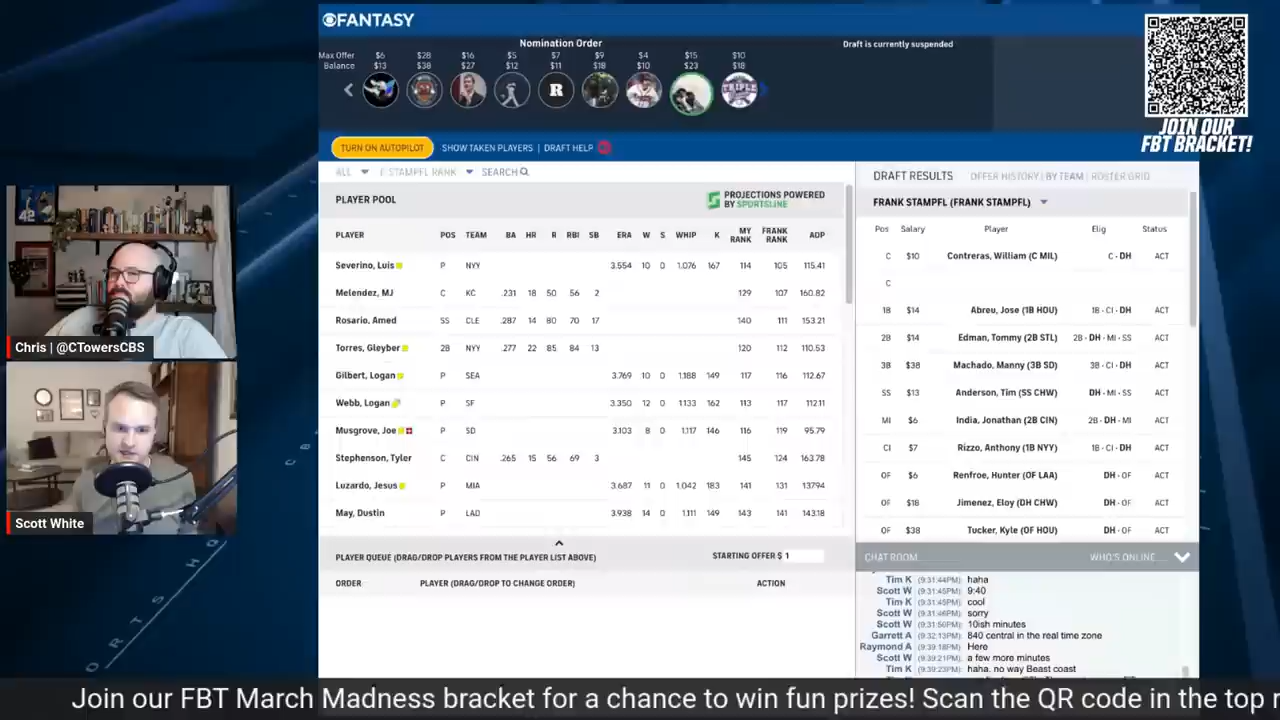 FANTASY
Nomination Order
Draft is currently suspended
Max Offer $6 $28 $16 $5 $7 $9 $4 $15 $10
Balance $13 $38 $27 $12 $11 $18 $10 $23 $18
R
TRIPLE
JOIN OUR
FBT BRACKET!
TURN ON AUTOPILOT SHOW TAKEN PLAYERS | DRAFT HELP
ALL E STAMPFL RANK SEARCH
PLAYER POOL
PROJECTIONS POWERED
BY SPORTSLINE
PLAYER POS TEAM BA HR R RBI SB ERA W S WHIP K MY RANK FRANK RANK ADP
Severino, Luis P NYY 3.554 10 0 1.076 167 114 105 115.41
Melendez, MJ C KC .231 18 50 56 2 129 107 160.82
Rosario, Amed SS CLE .287 14 80 70 17 140 111 153.21
Torres, Gleyber 2B NYY .277 22 85 84 13 120 112 110.53
Gilbert, Logan P SEA 3.769 10 0 1.188 149 117 116 112.67
Webb, Logan P SF 3.350 12 0 1.133 162 113 117 112.11
Musgrove, Joe P SD 3.103 8 0 1.117 146 116 119 95.79
Stephenson, Tyler C CIN .265 15 56 69 3 145 124 163.78
Luzardo, Jesus P MIA 3.687 11 0 1.042 183 141 131 137.94
May, Dustin P LAD 3.938 14 0 1.111 149 143 141 143.18
PLAYER QUEUE (DRAG/DROP PLAYERS FROM THE PLAYER LIST ABOVE) STARTING OFFER $ 1
ORDER PLAYER (DRAG/DROP TO CHANGE ORDER) ACTION
DRAFT RESULTS OFFER HISTORY | BY TEAM | ROSTER GRID
FRANK STAMPFL (FRANK STAMPFL)
Pos Salary Player Elig Status
C $10 Contreras, William (C MIL) C - DH ACT
C
1B $14 Abreu, Jose (1B HOU) 1B - CI - DH ACT
2B $14 Edman, Tommy (2B STL) 2B - DH - MI - SS ACT
3B $38 Machado, Manny (3B SD) 3B - CI - DH ACT
SS $13 Anderson, Tim (SS CHW) DH - MI - SS ACT
MI $6 India, Jonathan (2B CIN) 2B - DH - MI ACT
CI $7 Rizzo, Anthony (1B NYY) 1B - CI - DH ACT
OF $6 Renfroe, Hunter (OF LAA) DH - OF ACT
OF $18 Jimenez, Eloy (DH CHW) DH - OF ACT
OF $38 Tucker, Kyle (OF HOU) DH - OF ACT
CHAT ROOM WHO'S ONLINE
Tim K (9:31:44PM): haha
Scott W (9:31:45PM): 9:40
Tim K (9:31:45PM): cool
Scott W (9:31:46PM): sorry
Scott W (9:31:50PM): 10ish minutes
Garrett A (9:32:13PM): 840 central in the real time zone
Raymond A (9:39:18PM): Here
Scott W (9:39:21PM): a few more minutes
Tim K (9:39:23PM): haha. no way Beast coast
42
Chris | @CTowersCBS
Scott White
ORTS H
Join our FBT March Madness bracket for a chance to win fun prizes! Scan the QR code in the top r